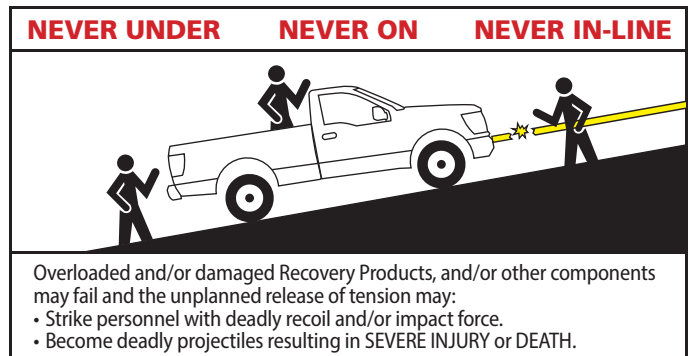 NEVER UNDER NEVER ON NEVER IN-LINE
Overloaded and/or damaged Recovery Products, and/or other components
may fail and the unplanned release of tension may:
• Strike personnel with deadly recoil and/or impact force.
• Become deadly projectiles resulting in SEVERE INJURY or DEATH.